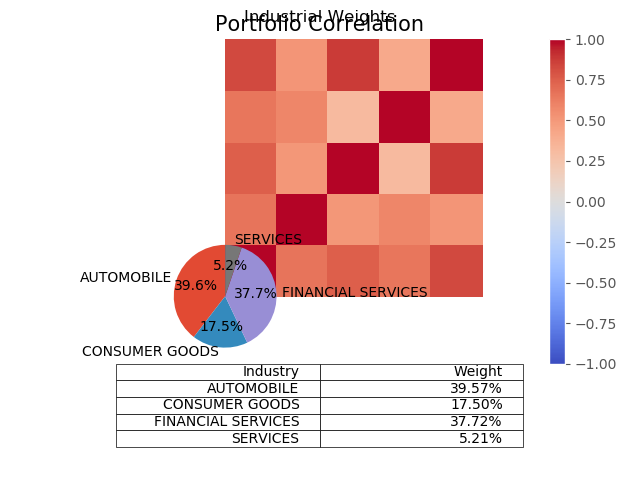 Industrial Weights
Portfolio Correlation
1.00
0.75
0.50
0.25
0.00
−0.25
−0.50
−0.75
−1.00
SERVICES
5.2%
AUTOMOBILE
39.6%
37.7%
FINANCIAL SERVICES
17.5%
CONSUMER GOODS
Industry Weight
AUTOMOBILE 39.57%
CONSUMER GOODS 17.50%
FINANCIAL SERVICES 37.72%
SERVICES 5.21%